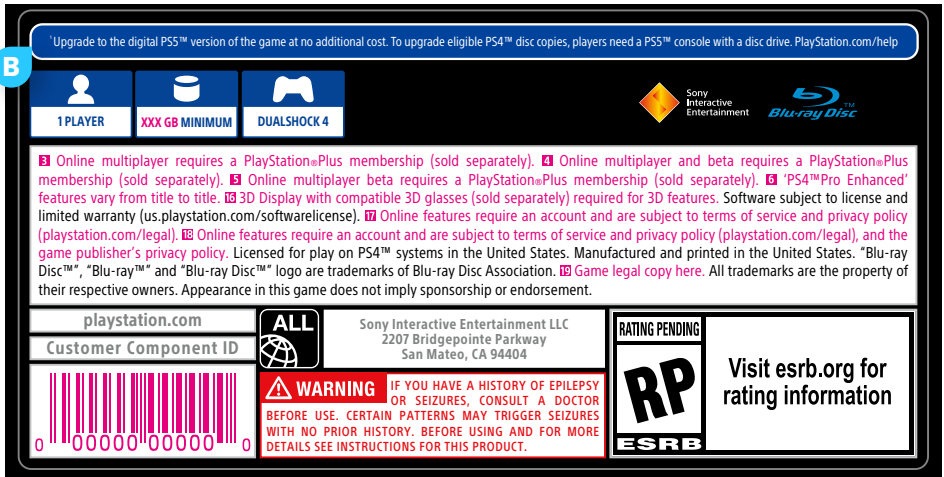 ¹Upgrade to the digital PS5™ version of the game at no additional cost. To upgrade eligible PS4™ disc copies, players need a PS5™ console with a disc drive. PlayStation.com/help
B
1 PLAYER
XXX GB MINIMUM
DUALSHOCK 4
Sony
Interactive
Entertainment
Blu-ray Disc™
3 Online multiplayer requires a PlayStation®Plus membership (sold separately). 4 Online multiplayer and beta requires a PlayStation®Plus
membership (sold separately). 5 Online multiplayer beta requires a PlayStation®Plus membership (sold separately). 6 ‘PS4™Pro Enhanced’
features vary from title to title. 16 3D Display with compatible 3D glasses (sold separately) required for 3D features. Software subject to license and
limited warranty (us.playstation.com/softwarelicense). 17 Online features require an account and are subject to terms of service and privacy policy
(playstation.com/legal). 18 Online features require an account and are subject to terms of service and privacy policy (playstation.com/legal), and the
game publisher’s privacy policy. Licensed for play on PS4™ systems in the United States. Manufactured and printed in the United States. “Blu-ray
Disc™”, “Blu-ray™” and “Blu-ray Disc™” logo are trademarks of Blu-ray Disc Association. 19 Game legal copy here. All trademarks are the property of
their respective owners. Appearance in this game does not imply sponsorship or endorsement.
playstation.com
Customer Component ID
0 00000 00000 0
ALL
Sony Interactive Entertainment LLC
2207 Bridgepointe Parkway
San Mateo, CA 94404
WARNING IF YOU HAVE A HISTORY OF EPILEPSY
OR SEIZURES, CONSULT A DOCTOR
BEFORE USE. CERTAIN PATTERNS MAY TRIGGER SEIZURES
WITH NO PRIOR HISTORY. BEFORE USING AND FOR MORE
DETAILS SEE INSTRUCTIONS FOR THIS PRODUCT.
RATING PENDING
RP
ESRB
Visit esrb.org for
rating information